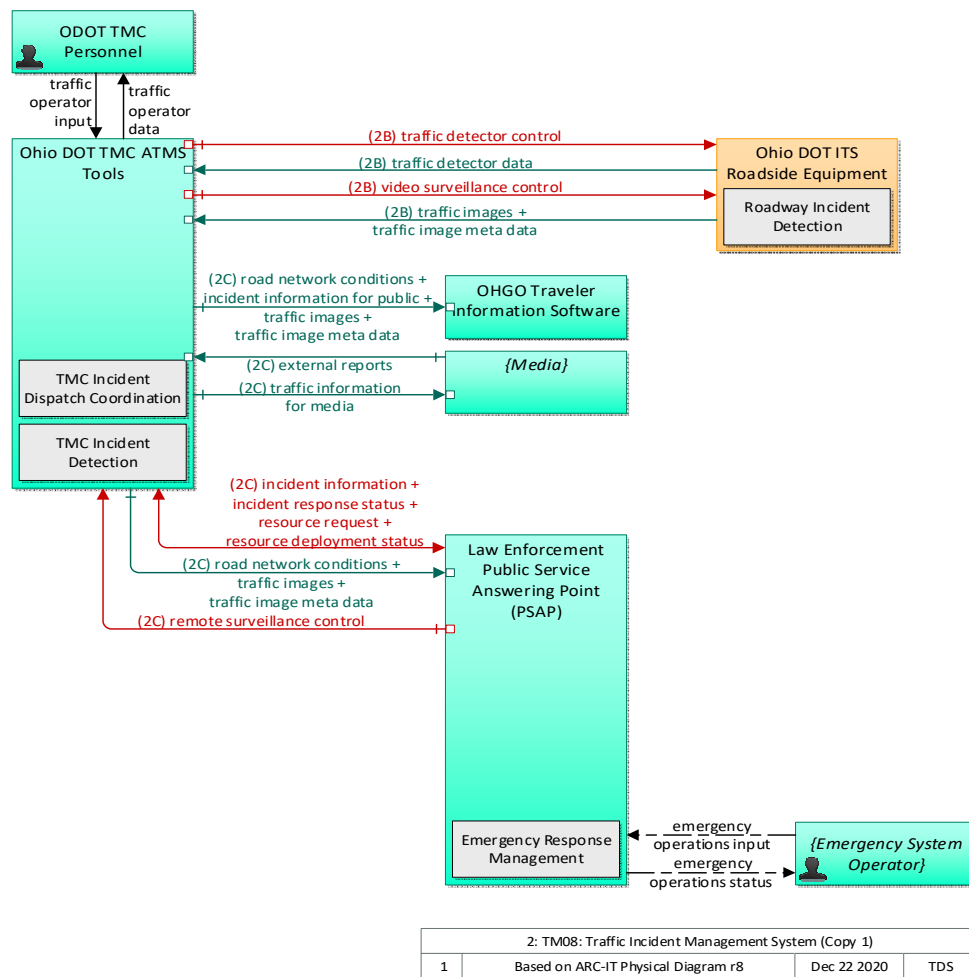 ODOT TMC
Personnel
traffic
operator
input
traffic
operator
data
Ohio DOT TMC ATMS
Tools
(2B) traffic detector control
(2B) traffic detector data
(2B) video surveillance control
(2B) traffic images +
traffic image meta data
Ohio DOT ITS
Roadside Equipment
Roadway Incident
Detection
(2C) road network conditions +
incident information for public +
traffic images +
traffic image meta data
OHGO Traveler
Information Software
(2C) external reports
(2C) traffic information
for media
{Media}
TMC Incident
Dispatch Coordination
TMC Incident
Detection
(2C) incident information +
incident response status +
resource request +
resource deployment status
(2C) road network conditions +
traffic images +
traffic image meta data
(2C) remote surveillance control
Law Enforcement
Public Service
Answering Point
(PSAP)
Emergency Response
Management
emergency
operations input
emergency
operations status
{Emergency System
Operator}
2: TM08: Traffic Incident Management System (Copy 1)
1 Based on ARC-IT Physical Diagram r8 Dec 22 2020 TDS